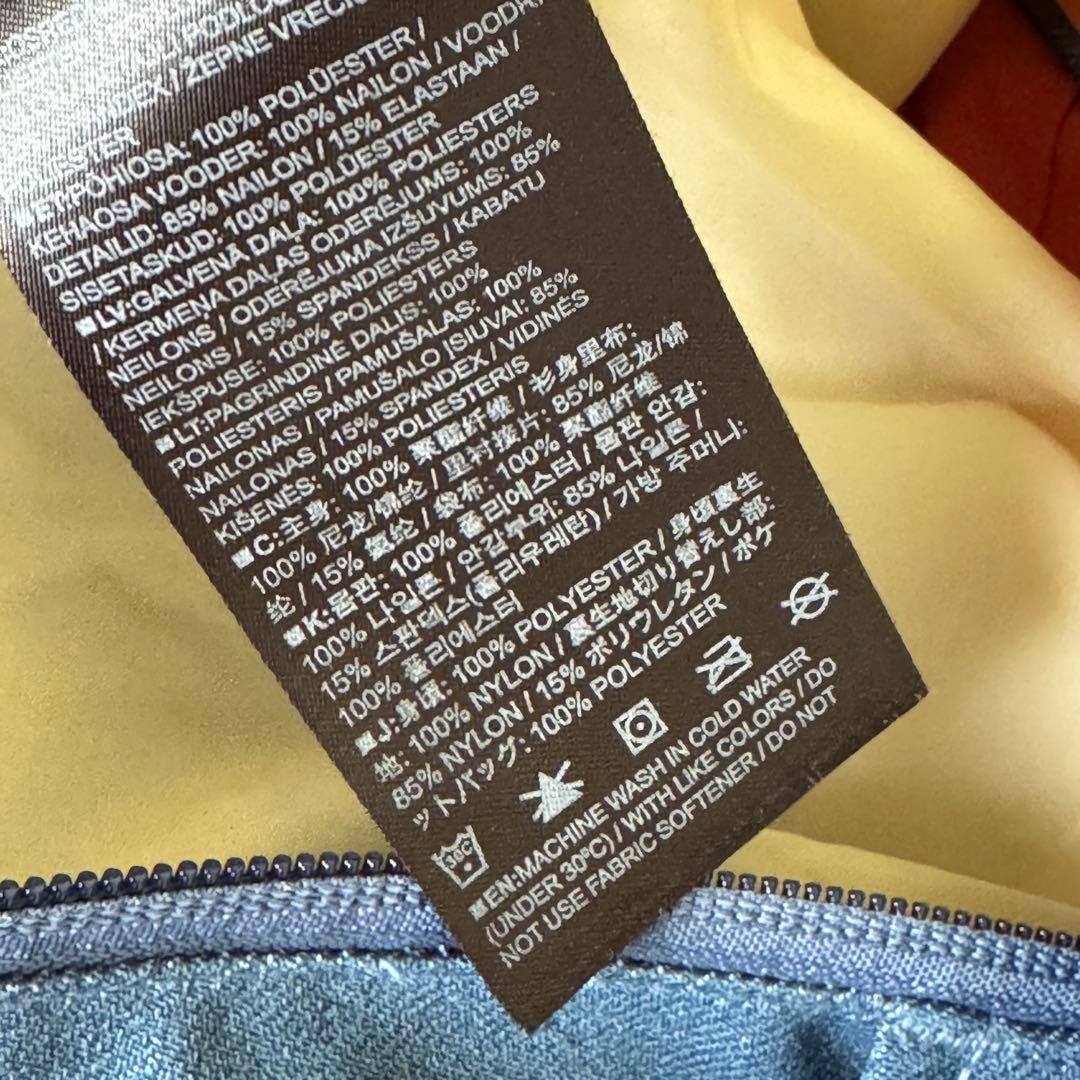 / ŽEPNE VREĆICE
■ET:PÕHIOSA: 100% POLÜESTER /
KEHAOSA VOODER: 100% NAILON / VOODRI
DETAILID: 85% NAILON / 15% ELASTAAN /
SISETASKUD: 100% POLÜESTER
■LV:GALVENĀ DAĻA: 100% POLIESTERS
/ ĶERMEŅA DAĻAS ODERĒJUMS: 100%
NEILONS / ODERĒJUMA IZŠUVUMS: 85%
NEILONS / 15% SPANDEKSS / KABATU
IEKŠPUSE: 100% POLIESTERS
■LT:PAGRINDINĖ DALIS: 100%
POLIESTERIS / PAMUŠALAS: 100%
NAILONAS / PAMUŠALO ĮSIUVAI: 85%
NAILONAS / 15% SPANDEX / VIDINĖS
KIŠENĖS: 100% POLIESTERIS
■C:主身: 100% 聚酯纤维 / 衫身里布:
100% 尼龙/锦纶 / 里衬接片: 85% 尼龙/锦
纶 / 15% 氨纶 / 袋布: 100% 聚酯纤维
■K:몸판: 100% 폴리에스터 / 몸판 안감:
100% 나일론 / 안감부위: 85% 나일론 /
15% 스판덱스(폴리우레탄) / 가방 주머니:
100% 폴리에스터
■J:身頃: 100% POLYESTER / 身頃裏生
地: 100% NYLON / 裏生地切り替えし部:
85% NYLON / 15% ポリウレタン / ポケ
ットバッグ: 100% POLYESTER
30C
■EN:MACHINE WASH IN COLD WATER
(UNDER 30ºC) / WITH LIKE COLORS / DO
NOT USE FABRIC SOFTENER / DO NOT